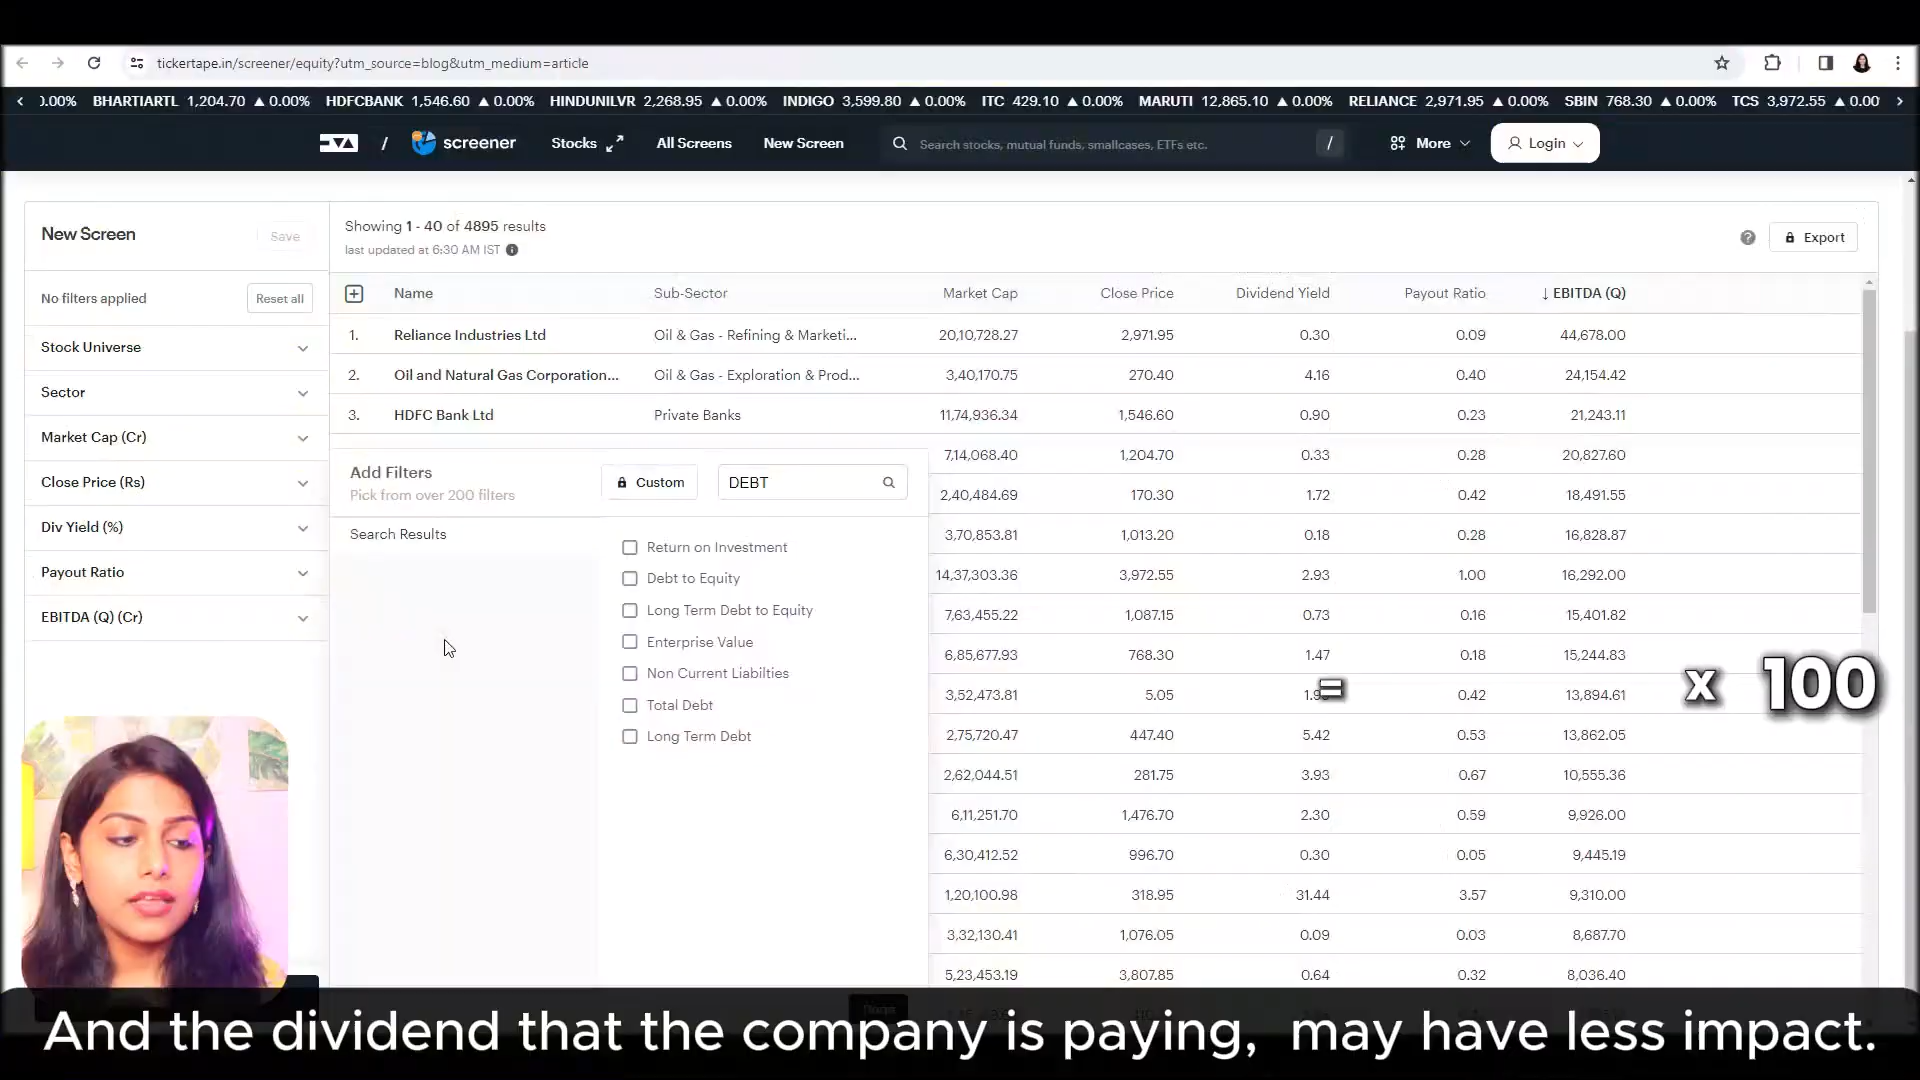 tickertape.in/screener/equity?utm_source=blog&utm_medium=article
0.00% BHARTIARTL 1,204.70 ▲ 0.00% HDFCBANK 1,546.60 ▲ 0.00% HINDUNILVR 2,268.95 ▲ 0.00% INDIGO 3,599.80 ▲ 0.00% ITC 429.10 ▲ 0.00% MARUTI 12,865.10 ▲ 0.00% RELIANCE 2,971.95 ▲ 0.00% SBIN 768.30 ▲ 0.00% TCS 3,972.55 ▲ 0.00
/ screener Stocks All Screens New Screen Search stocks, mutual funds, smallcases, ETFs etc. / More Login
New Screen Save
Showing 1 - 40 of 4895 results
last updated at 6:30 AM IST
Export
No filters applied Reset all
Stock Universe
Sector
Market Cap (Cr)
Close Price (Rs)
Div Yield (%)
Payout Ratio
EBITDA (Q) (Cr)
Name Sub-Sector Market Cap Close Price Dividend Yield Payout Ratio ↓ EBITDA (Q)
1. Reliance Industries Ltd Oil & Gas - Refining & Marketi... 20,10,728.27 2,971.95 0.30 0.09 44,678.00
2. Oil and Natural Gas Corporation... Oil & Gas - Exploration & Prod... 3,40,170.75 270.40 4.16 0.40 24,154.42
3. HDFC Bank Ltd Private Banks 11,74,936.34 1,546.60 0.90 0.23 21,243.11
7,14,068.40 1,204.70 0.33 0.28 20,827.60
2,40,484.69 170.30 1.72 0.42 18,491.55
3,70,853.81 1,013.20 0.18 0.28 16,828.87
14,37,303.36 3,972.55 2.93 1.00 16,292.00
7,63,455.22 1,087.15 0.73 0.16 15,401.82
6,85,677.93 768.30 1.47 0.18 15,244.83
3,52,473.81 5.05 0.42 13,894.61
2,75,720.47 447.40 5.42 0.53 13,862.05
2,62,044.51 281.75 3.93 0.67 10,555.36
6,11,251.70 1,476.70 2.30 0.59 9,926.00
6,30,412.52 996.70 0.30 0.05 9,445.19
1,20,100.98 318.95 31.44 3.57 9,310.00
3,32,130.41 1,076.05 0.09 0.03 8,687.70
5,23,453.19 3,807.85 0.64 0.32 8,036.40
Add Filters
Pick from over 200 filters
Custom
DEBT
Search Results
Return on Investment
Debt to Equity
Long Term Debt to Equity
Enterprise Value
Non Current Liabilties
Total Debt
Long Term Debt
= x 100
And the dividend that the company is paying, may have less impact.